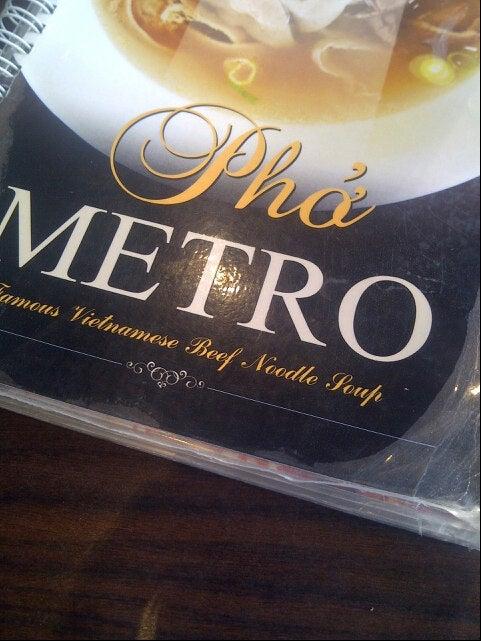 Phở
METRO
Famous Vietnamese Beef Noodle Soup